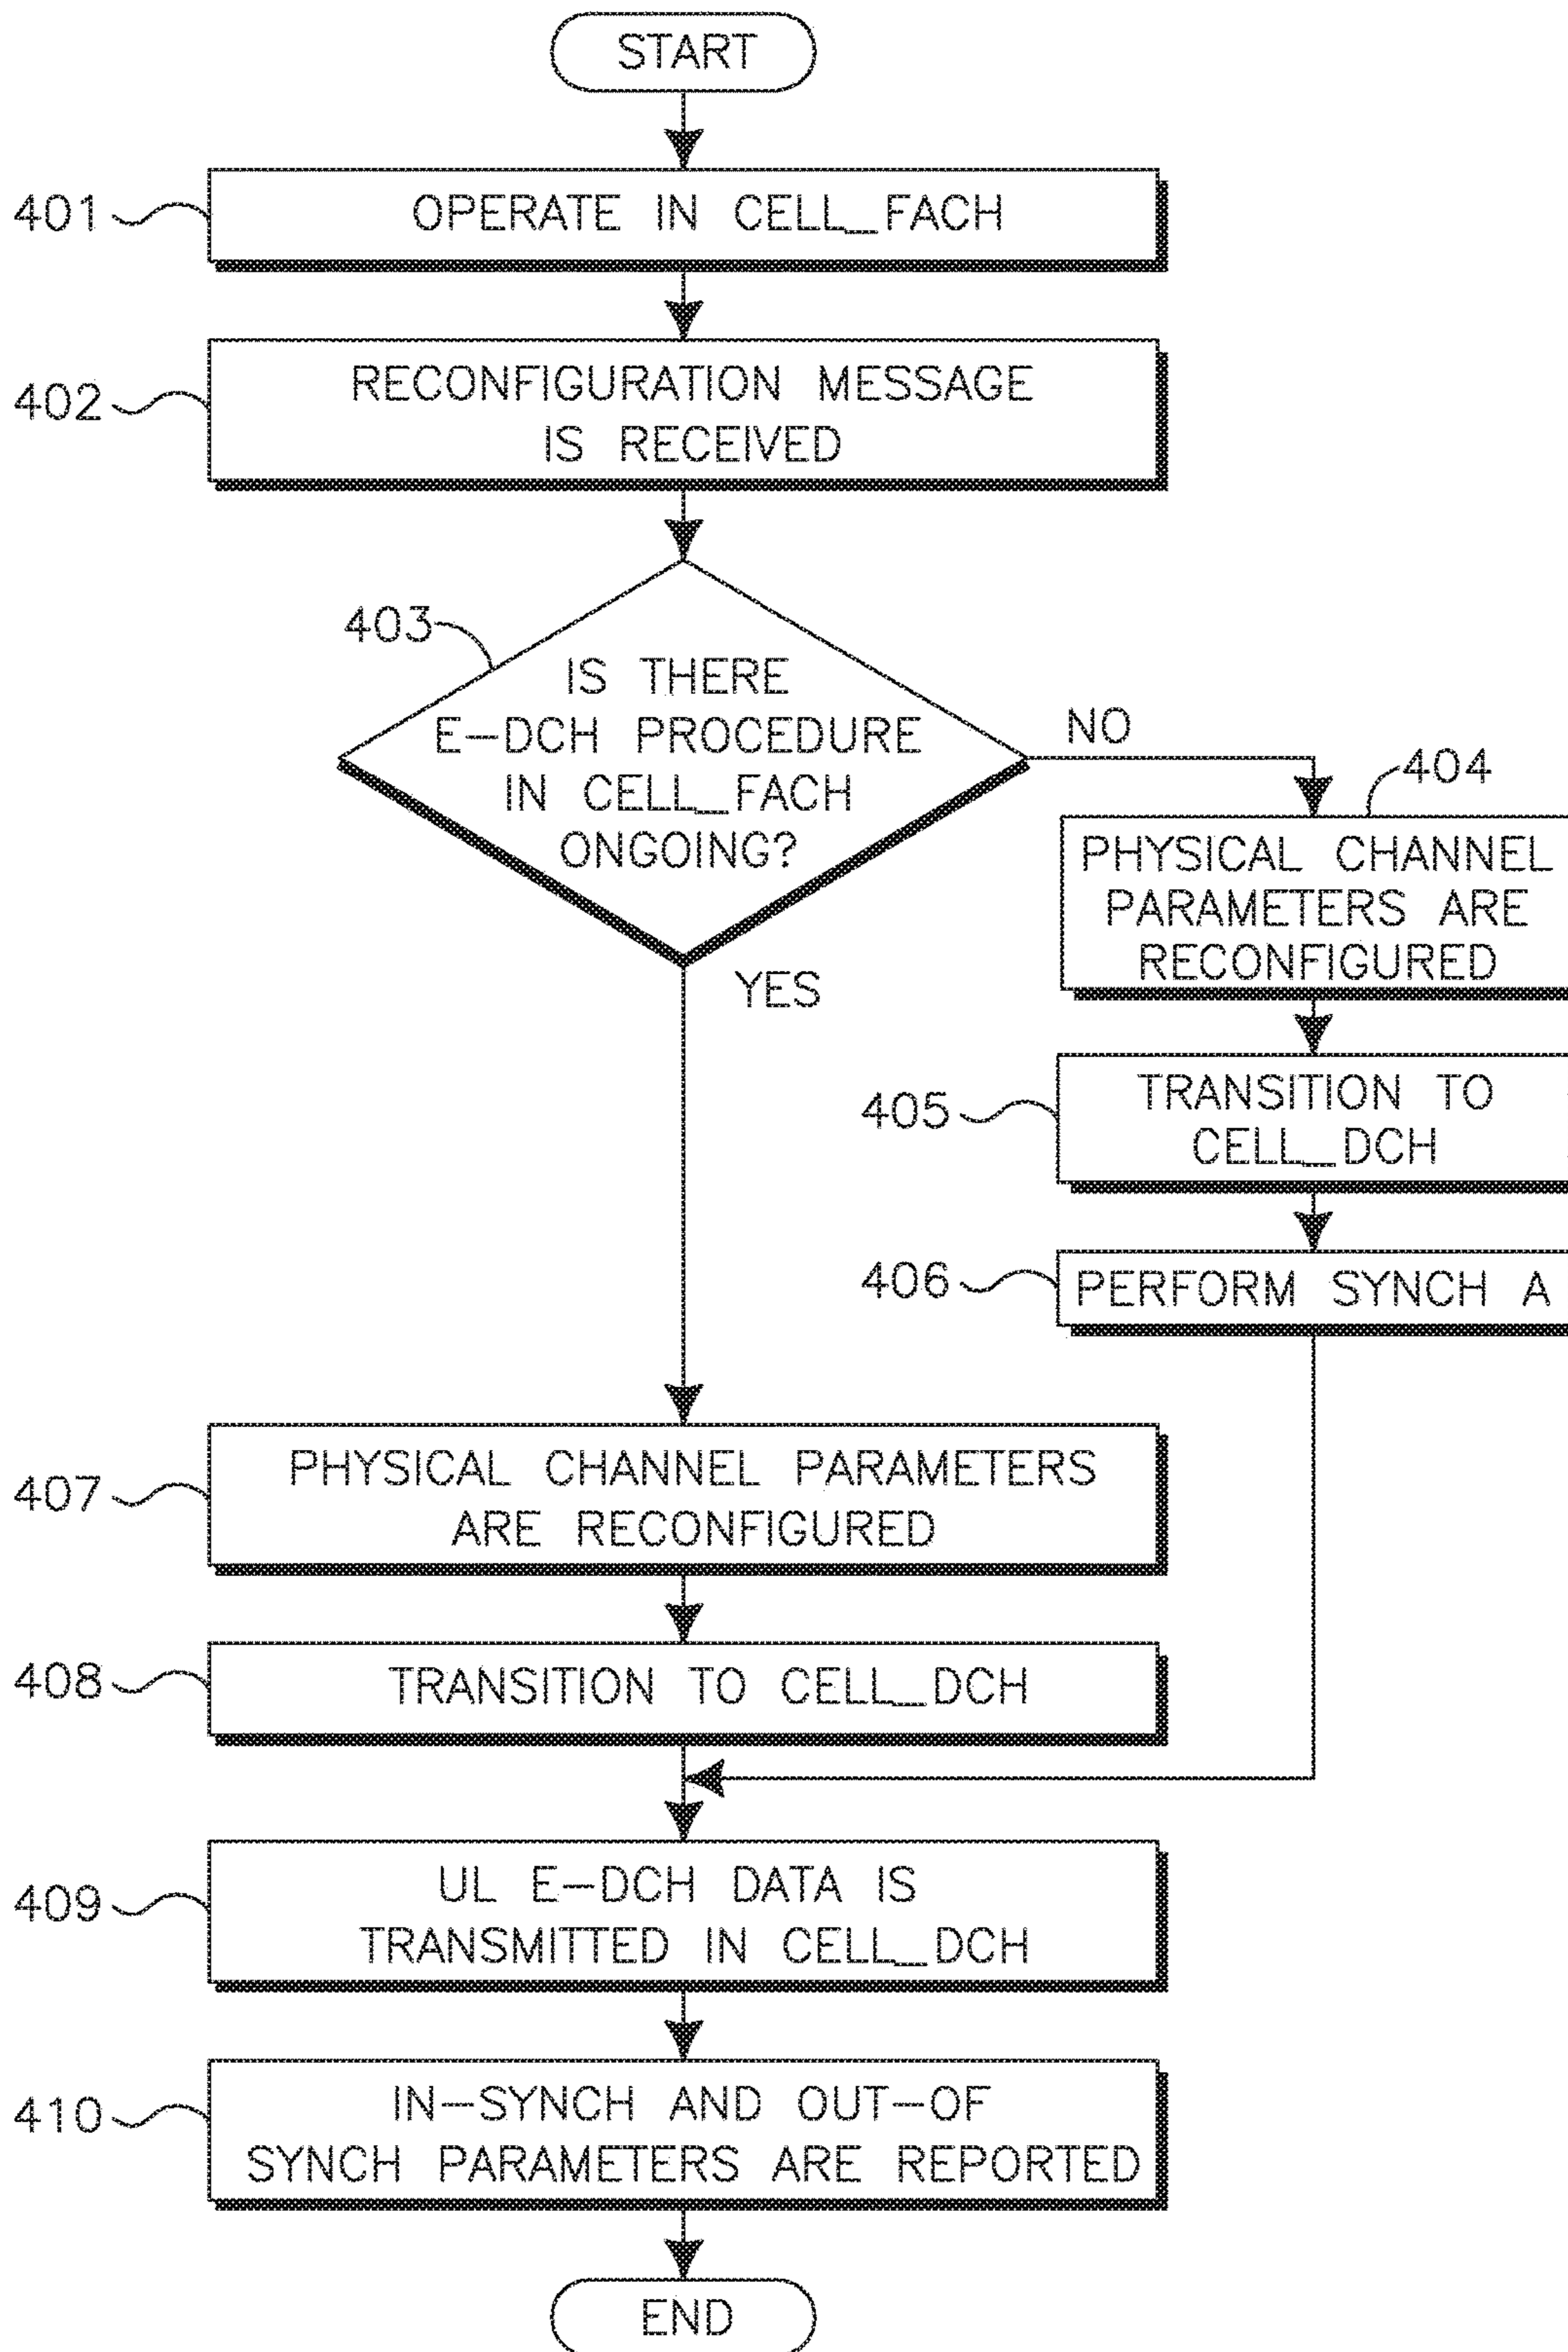 START
401
OPERATE IN CELL_FACH
402
RECONFIGURATION MESSAGE
IS RECEIVED
403
IS THERE
E-DCH PROCEDURE
IN CELL_FACH
ONGOING?
NO
YES
404
PHYSICAL CHANNEL
PARAMETERS ARE
RECONFIGURED
405
TRANSITION TO
CELL_DCH
406
PERFORM SYNCH A
407
PHYSICAL CHANNEL PARAMETERS
ARE RECONFIGURED
408
TRANSITION TO CELL_DCH
409
UL E-DCH DATA IS
TRANSMITTED IN CELL_DCH
410
IN-SYNCH AND OUT-OF
SYNCH PARAMETERS ARE REPORTED
END